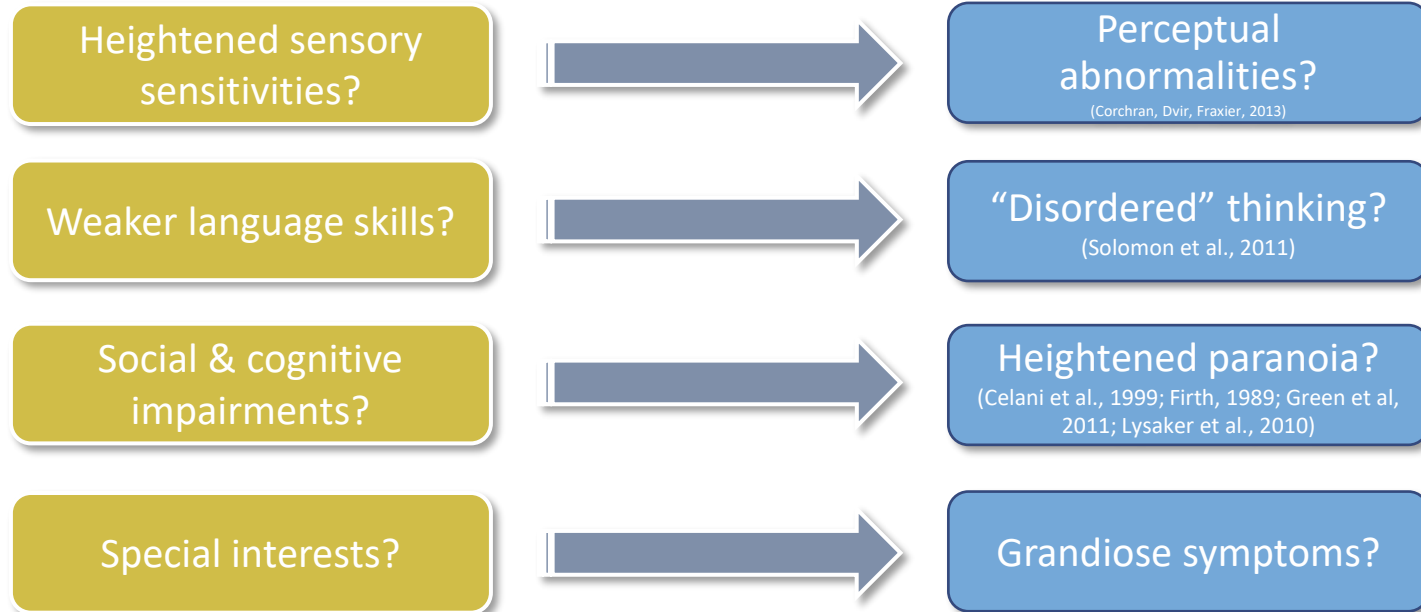 Heightened sensory
sensitivities?
Perceptual
abnormalities?
(Corchran, Dvir, Fraxier, 2013)
Weaker language skills?
“Disordered” thinking?
(Solomon et al., 2011)
Social & cognitive
impairments?
Heightened paranoia?
(Celani et al., 1999; Firth, 1989; Green et al,
2011; Lysaker et al., 2010)
Special interests?
Grandiose symptoms?